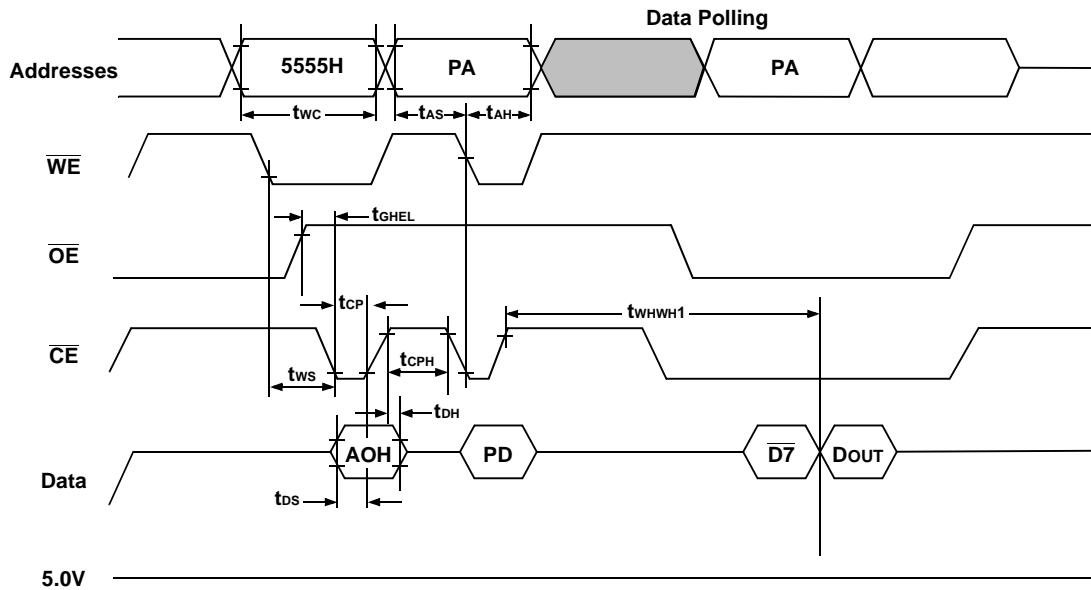 Data Polling
Addresses
5555H
PA
PA
tWC
tAS
tAH
WE
tGHEL
OE
tCP
tWHWH1
CE
tCPH
tWS
tDH
Data
AOH
PD
D7
DOUT
tDS
5.0V